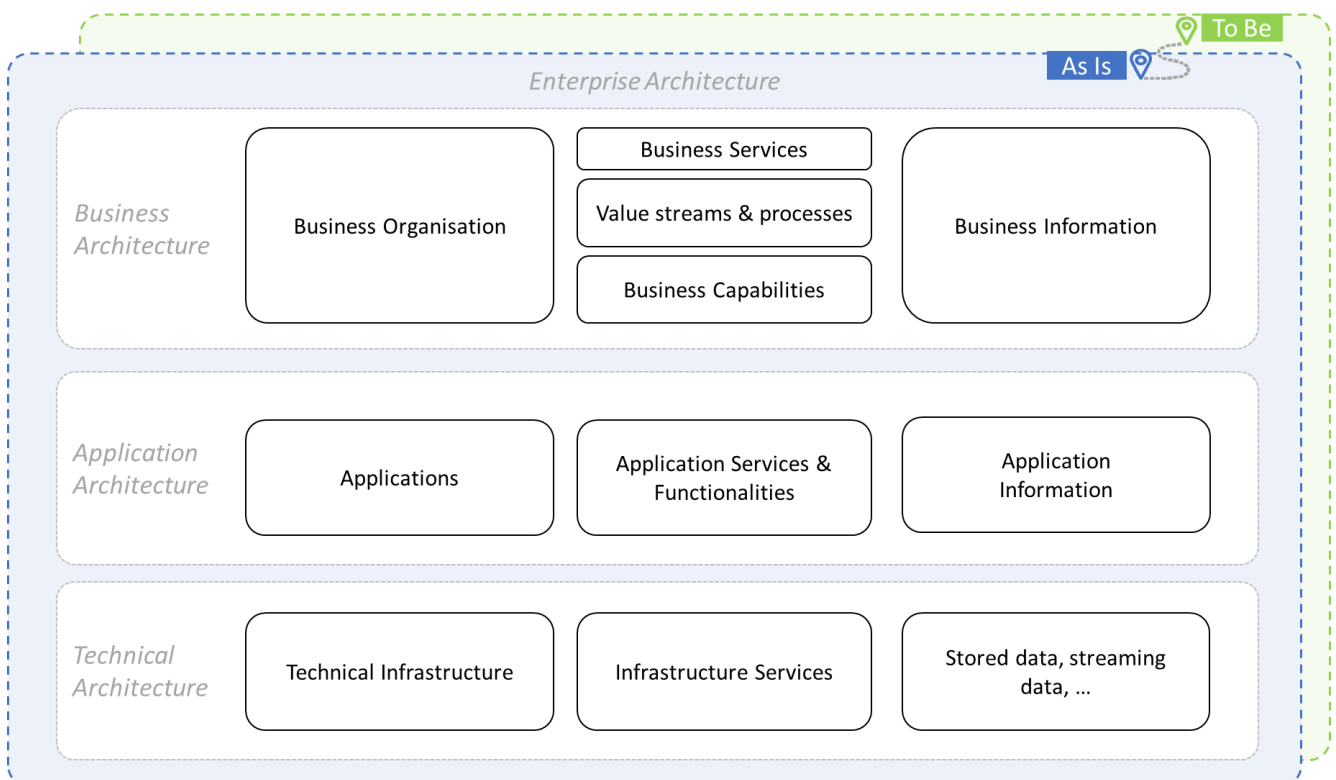 To Be
As Is
Enterprise Architecture
Business
Architecture
Business Organisation
Business Services
Value streams & processes
Business Capabilities
Business Information
Application
Architecture
Applications
Application Services &
Functionalities
Application
Information
Technical
Architecture
Technical Infrastructure
Infrastructure Services
Stored data, streaming
data, ...